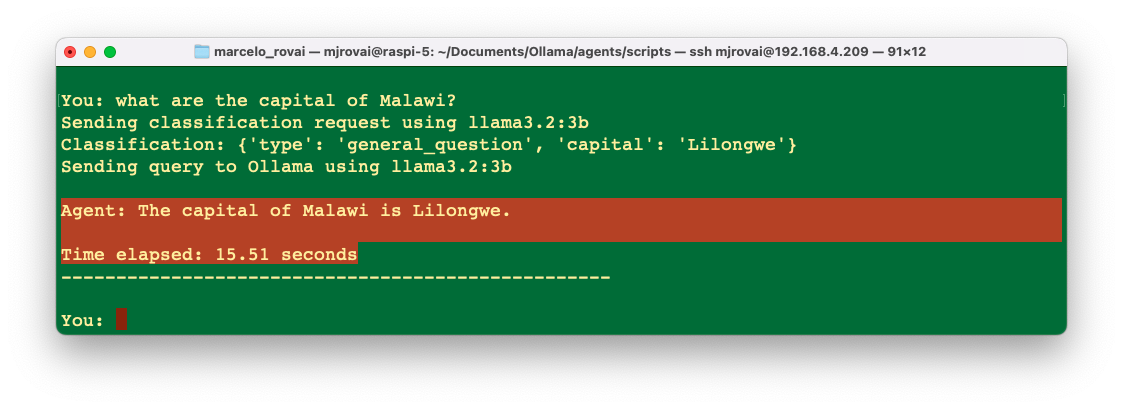 marcelo_rovai — mjrovai@raspi-5: ~/Documents/Ollama/agents/scripts — ssh mjrovai@192.168.4.209 — 91×12
You: what are the capital of Malawi?
Sending classification request using llama3.2:3b
Classification: {'type': 'general_question', 'capital': 'Lilongwe'}
Sending query to Ollama using llama3.2:3b
Agent: The capital of Malawi is Lilongwe.
Time elapsed: 15.51 seconds
--------------------------------------------------
You: